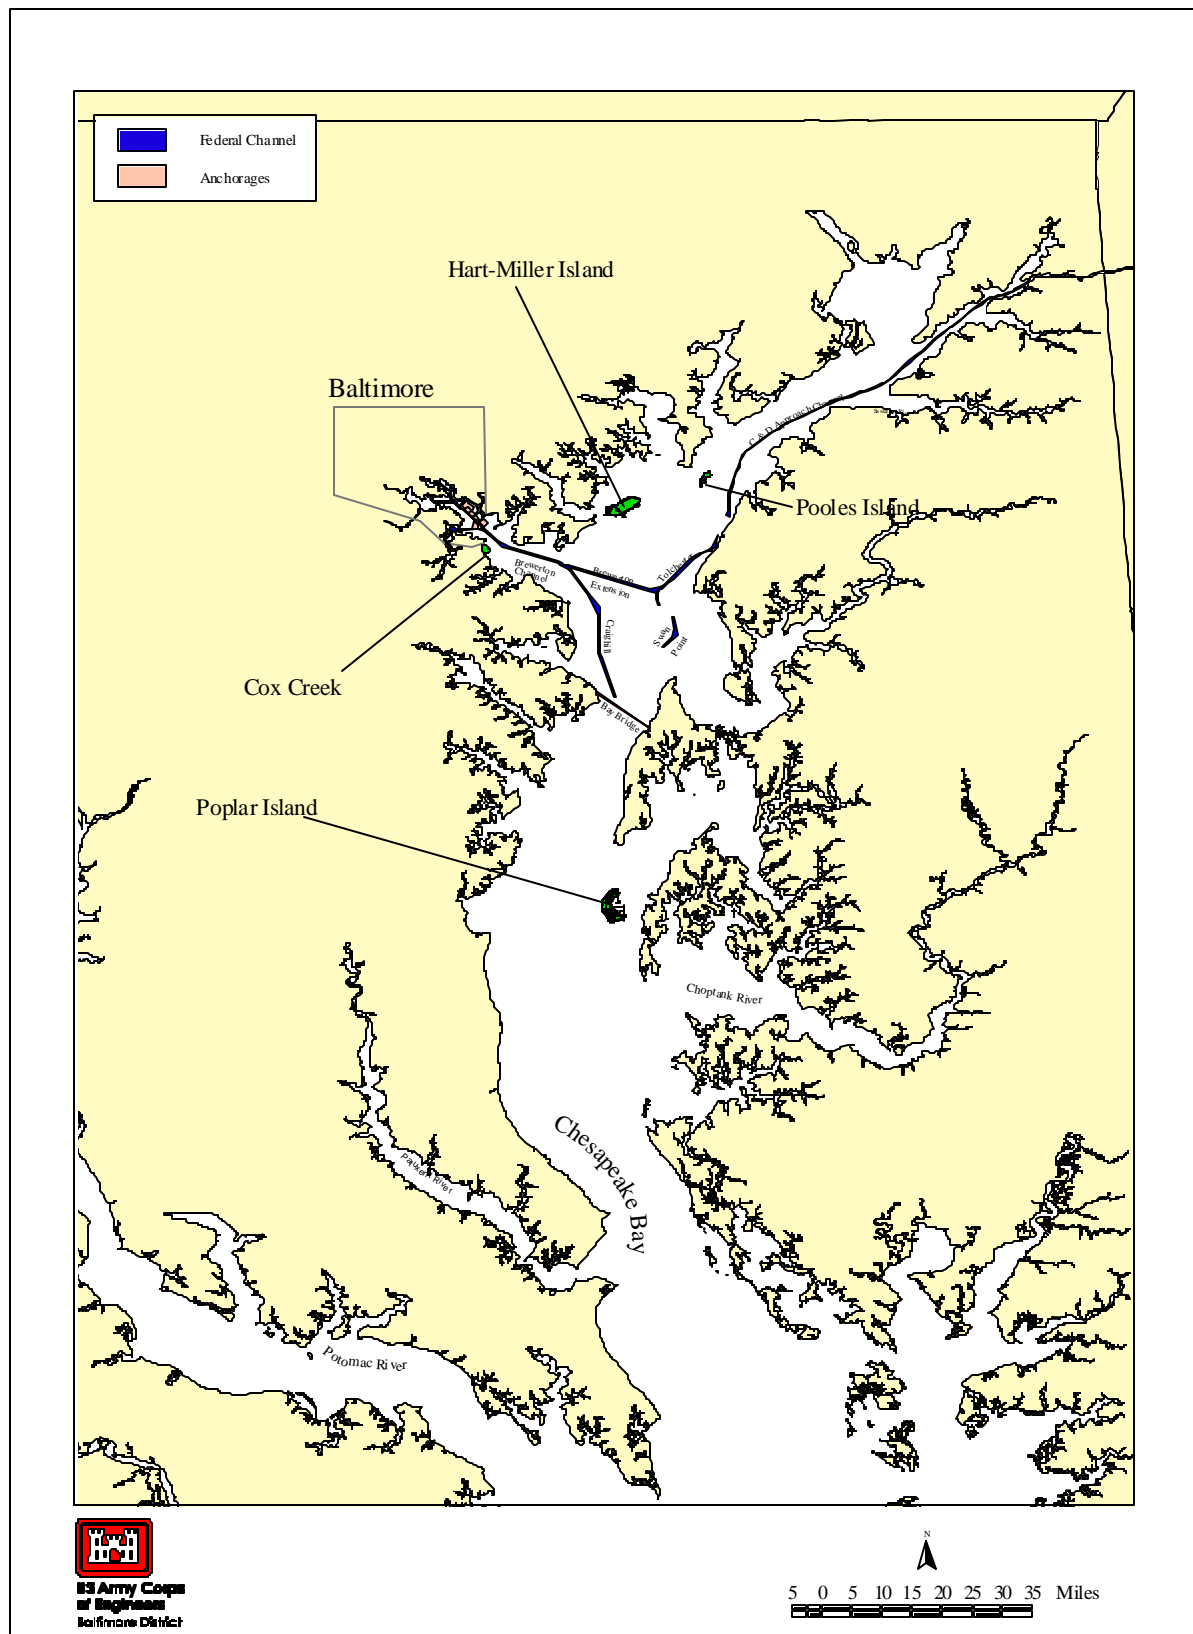 Federal Channel
Anchorages
Hart-Miller Island
Baltimore
C & D Approach Channel
Pooles Island
Brewerton
Channel
Brewerton
Extension
Tolchester
Swan
Point
Craighill
Cox Creek
Bay Bridge
Poplar Island
Choptank River
Chesapeake Bay
Patuxent River
Potomac River
US Army Corps
of Engineers
Baltimore District
N
5 0 5 10 15 20 25 30 35 Miles